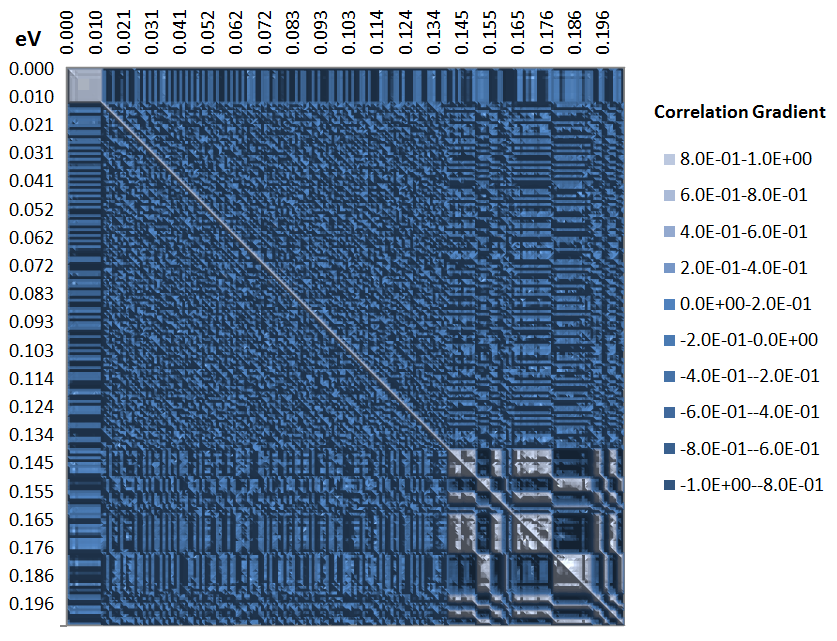 eV
0.000 0.010 0.021 0.031 0.041 0.052 0.062 0.072 0.083 0.093 0.103 0.114 0.124 0.134 0.145 0.155 0.165 0.176 0.186 0.196
0.000
0.010
0.021
0.031
0.041
0.052
0.062
0.072
0.083
0.093
0.103
0.114
0.124
0.134
0.145
0.155
0.165
0.176
0.186
0.196
Correlation Gradient
8.0E-01-1.0E+00
6.0E-01-8.0E-01
4.0E-01-6.0E-01
2.0E-01-4.0E-01
0.0E+00-2.0E-01
-2.0E-01-0.0E+00
-4.0E-01--2.0E-01
-6.0E-01--4.0E-01
-8.0E-01--6.0E-01
-1.0E+00--8.0E-01